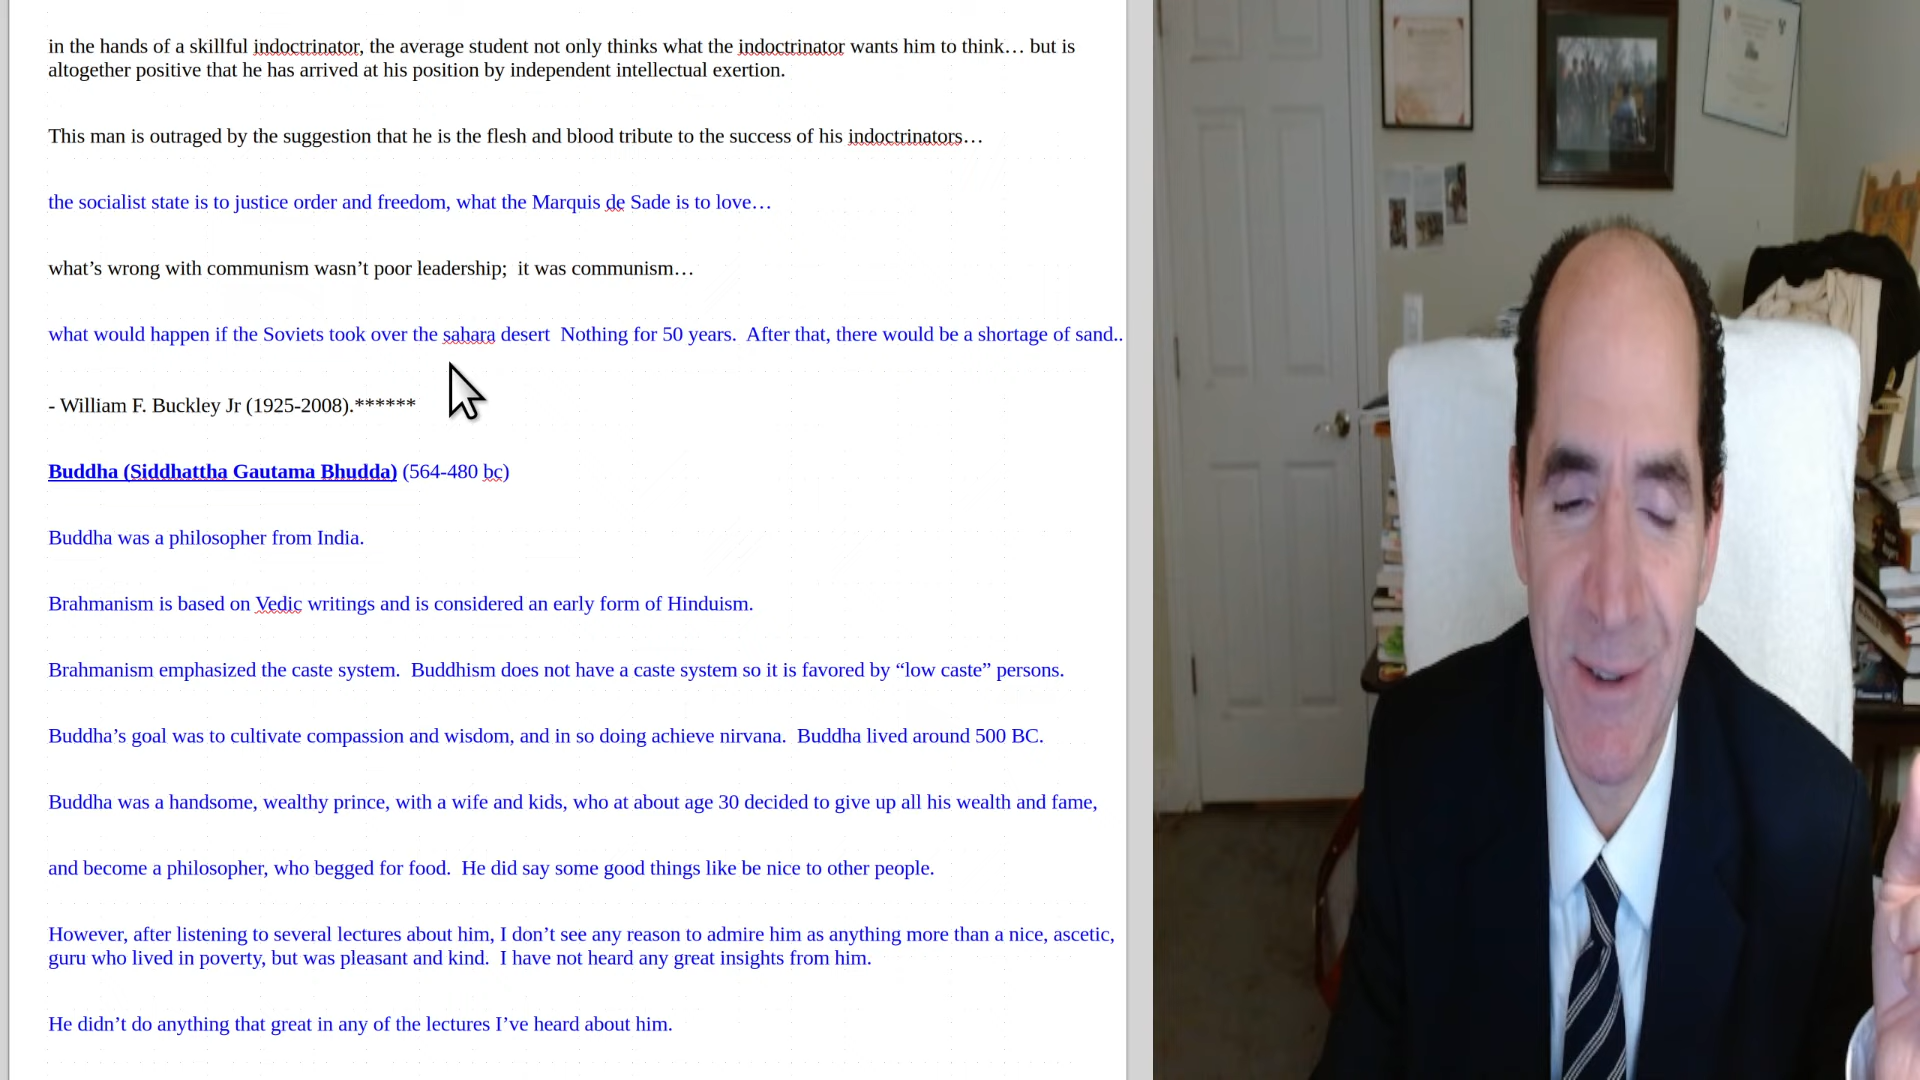 in the hands of a skillful indoctrinator, the average student not only thinks what the indoctrinator wants him to think… but is
altogether positive that he has arrived at his position by independent intellectual exertion.
This man is outraged by the suggestion that he is the flesh and blood tribute to the success of his indoctrinators…
the socialist state is to justice order and freedom, what the Marquis de Sade is to love…
what’s wrong with communism wasn’t poor leadership;  it was communism…
what would happen if the Soviets took over the sahara desert  Nothing for 50 years.  After that, there would be a shortage of sand..
- William F. Buckley Jr (1925-2008).******
Buddha (Siddhattha Gautama Bhudda) (564-480 bc)
Buddha was a philosopher from India.
Brahmanism is based on Vedic writings and is considered an early form of Hinduism.
Brahmanism emphasized the caste system.  Buddhism does not have a caste system so it is favored by “low caste” persons.
Buddha’s goal was to cultivate compassion and wisdom, and in so doing achieve nirvana.  Buddha lived around 500 BC.
Buddha was a handsome, wealthy prince, with a wife and kids, who at about age 30 decided to give up all his wealth and fame,
and become a philosopher, who begged for food.  He did say some good things like be nice to other people.
However, after listening to several lectures about him, I don’t see any reason to admire him as anything more than a nice, ascetic,
guru who lived in poverty, but was pleasant and kind.  I have not heard any great insights from him.
He didn’t do anything that great in any of the lectures I’ve heard about him.